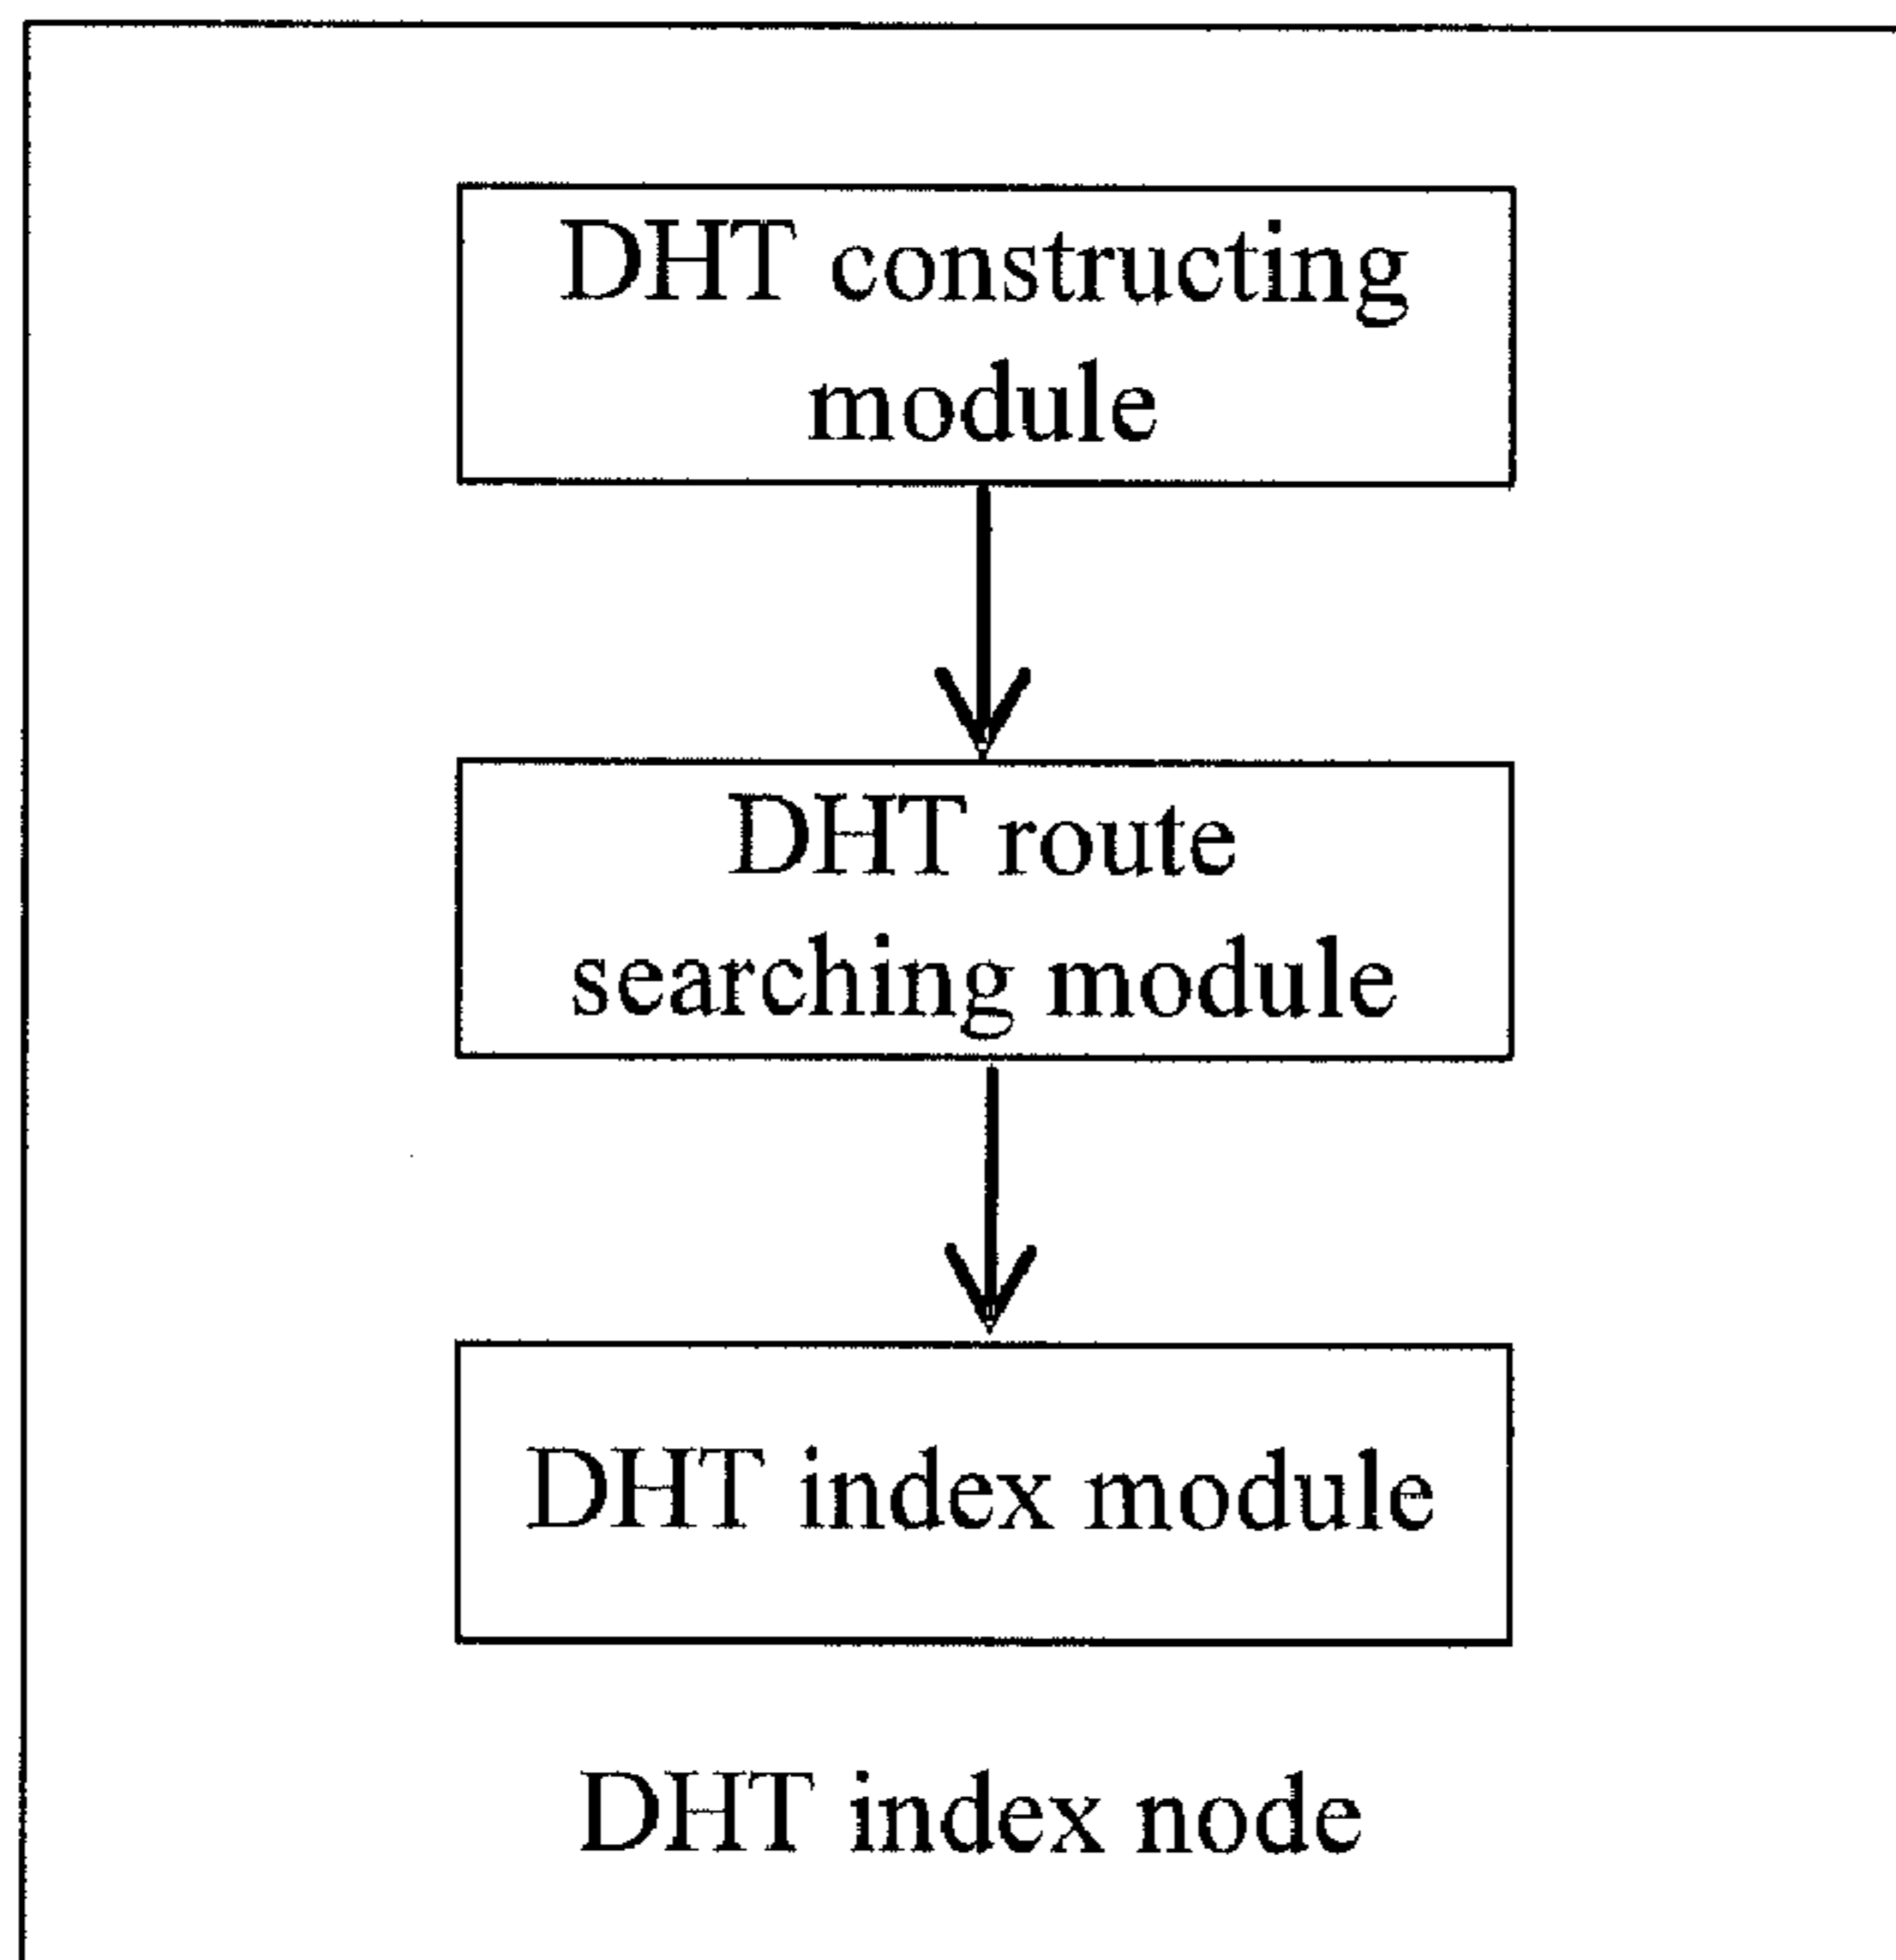 DHT constructing
module
DHT route
searching module
DHT index module
DHT index node